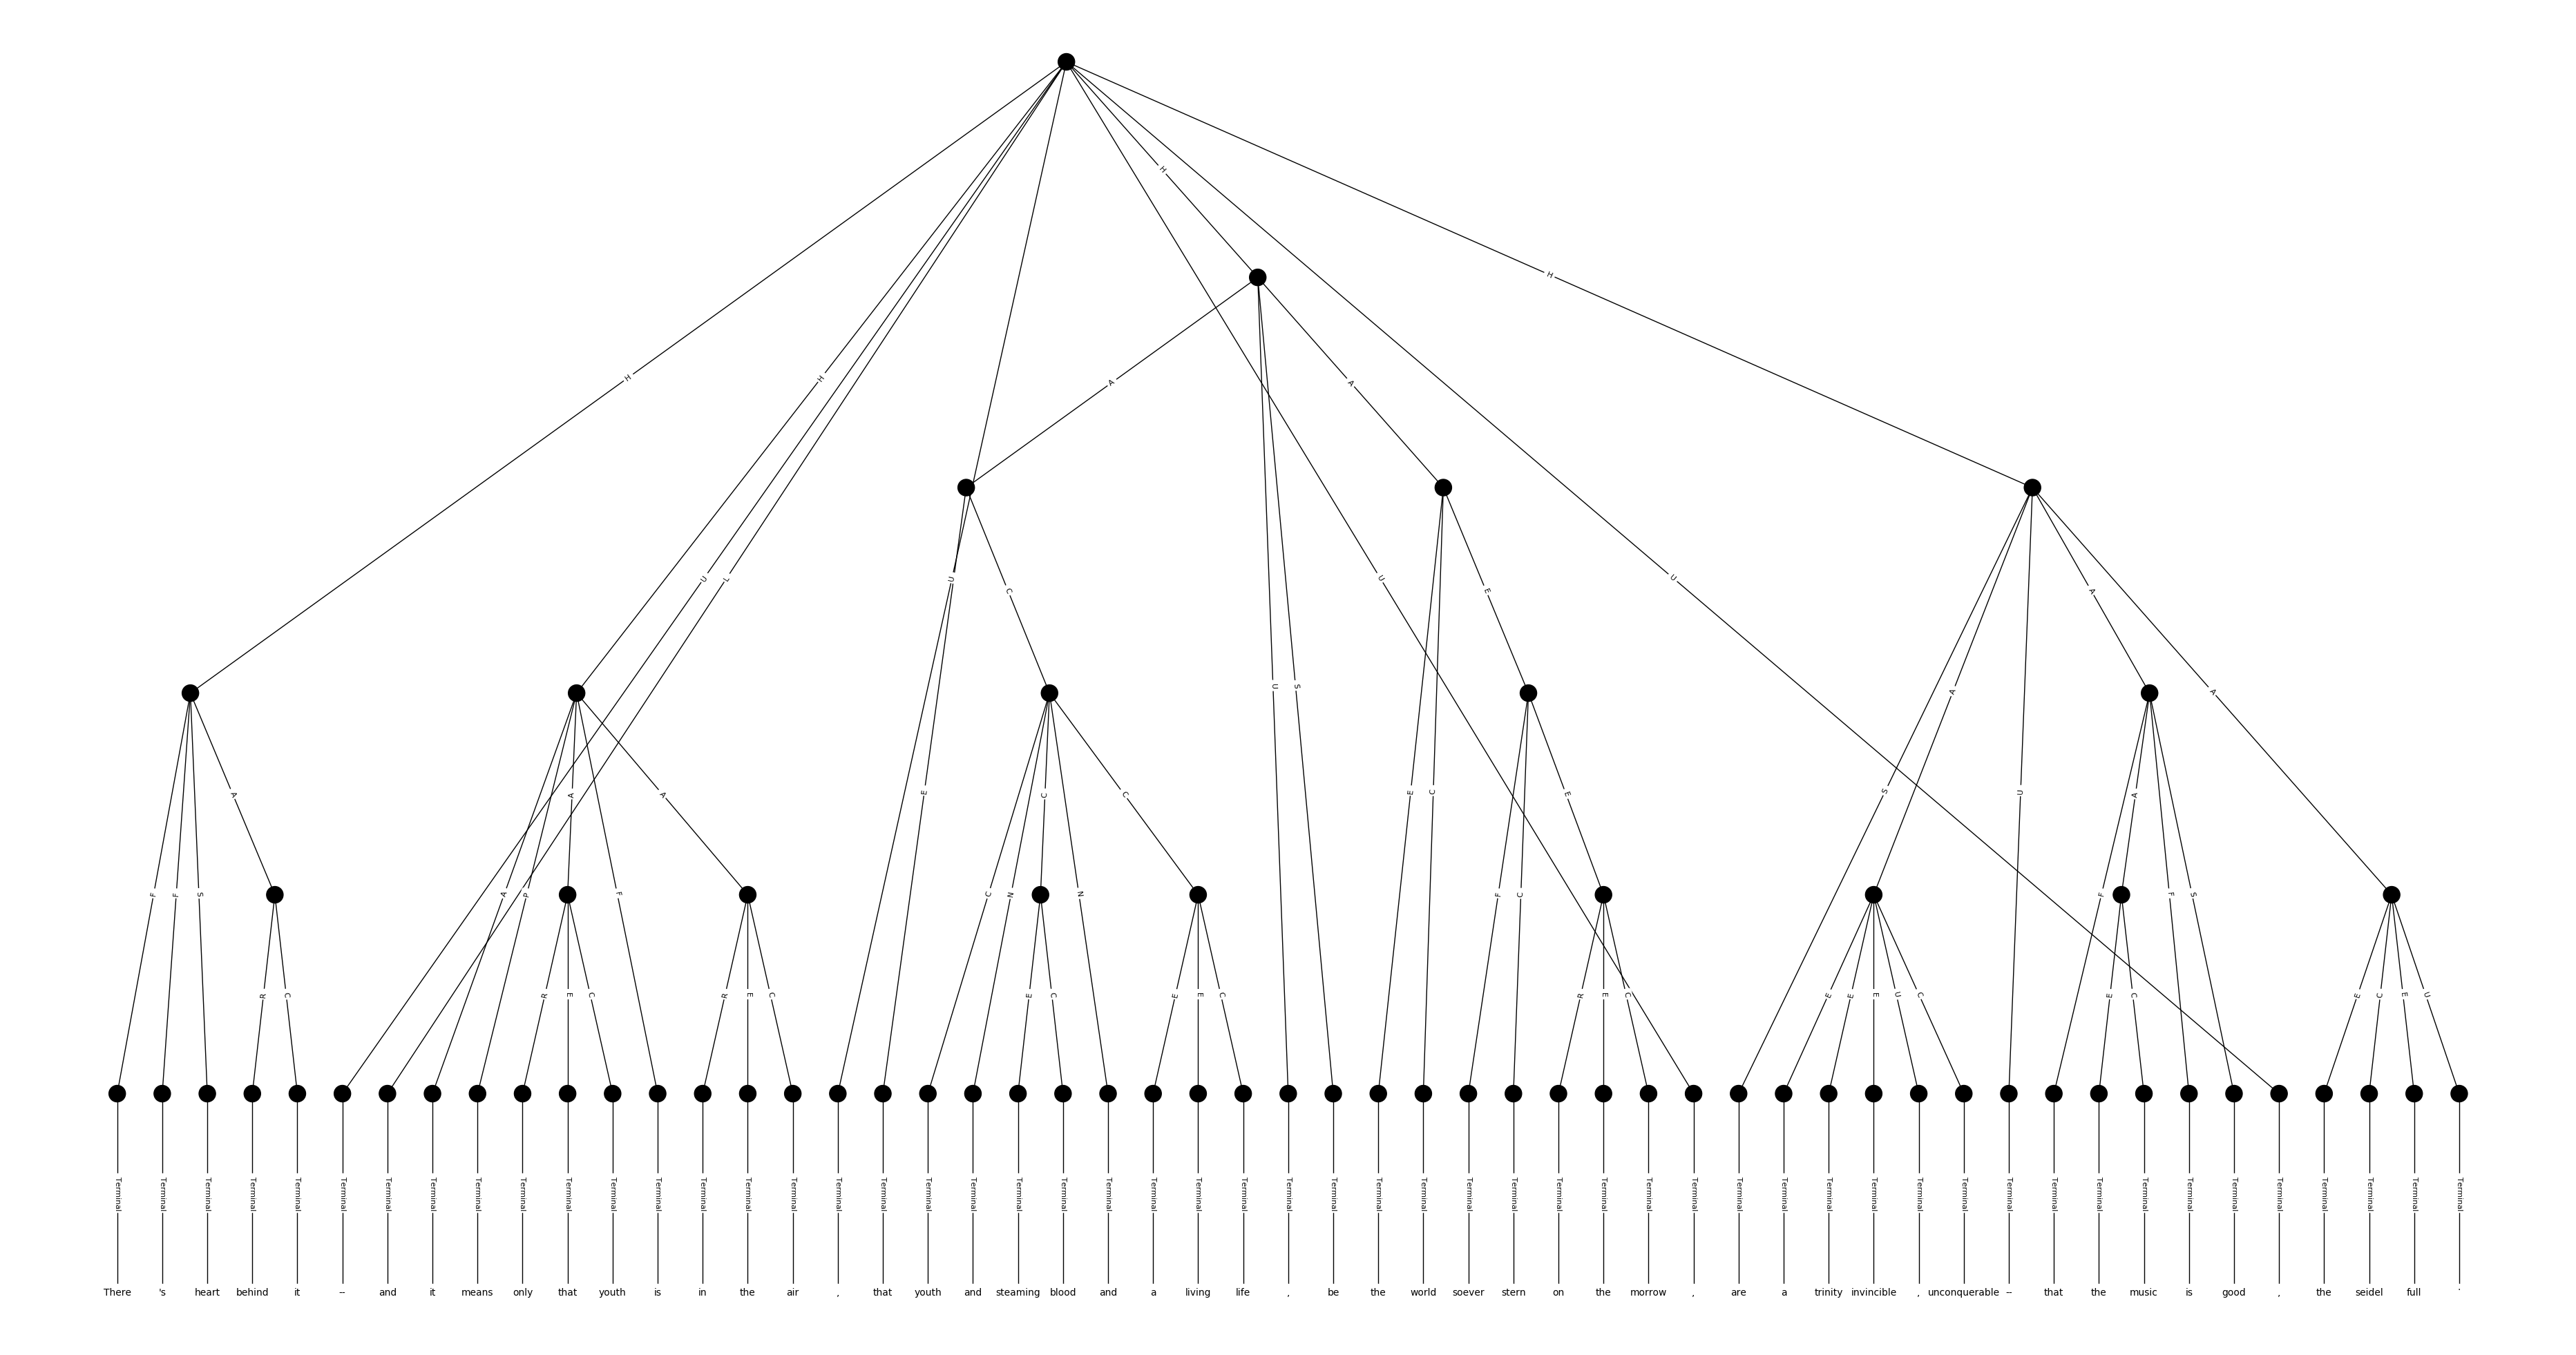 H
H H
A A
U L U U U
C E A
U S
A S A A
A A E C C E C E U A
F F S A P F C N N F C F F S
R C R E C R E C E C E E C R E C E E E U C E C E C E U
Terminal Terminal Terminal Terminal Terminal Terminal Terminal Terminal Terminal Terminal Terminal Terminal Terminal Terminal Terminal Terminal Terminal Terminal Terminal Terminal Terminal Terminal Terminal Terminal Terminal Terminal Terminal Terminal Terminal Terminal Terminal Terminal Terminal Terminal Terminal Terminal Terminal Terminal Terminal Terminal Terminal Terminal Terminal Terminal Terminal Terminal Terminal Terminal Terminal Terminal Terminal Terminal Terminal
There 's heart behind it -- and it means only that youth is in the air , that youth and steaming blood and a living life , be the world soever stern on the morrow , are a trinity invincible , unconquerable -- that the music is good , the seidel full .